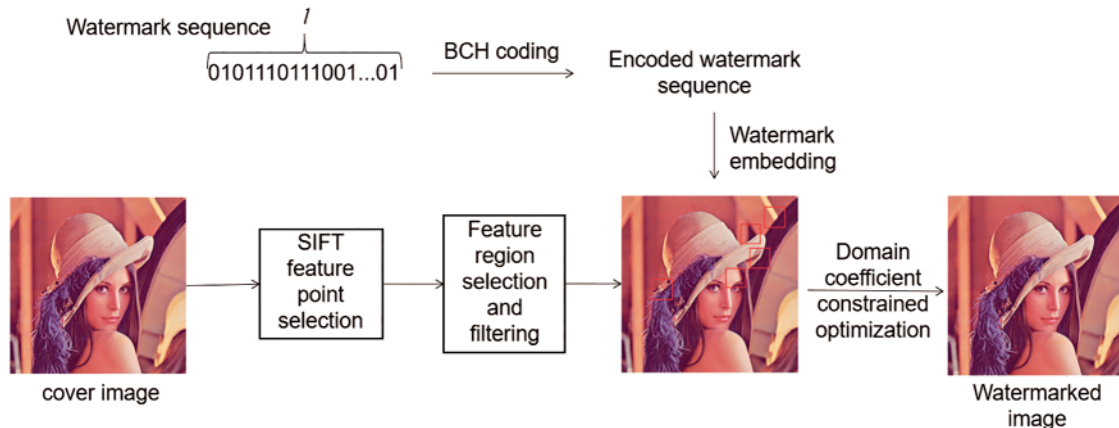 Watermark sequence
l
0101110111001...01
BCH coding
Encoded watermark
sequence
Watermark
embedding
SIFT
feature
point
selection
Feature
region
selection
and
filtering
Domain
coefficient
constrained
optimization
cover image
Watermarked
image